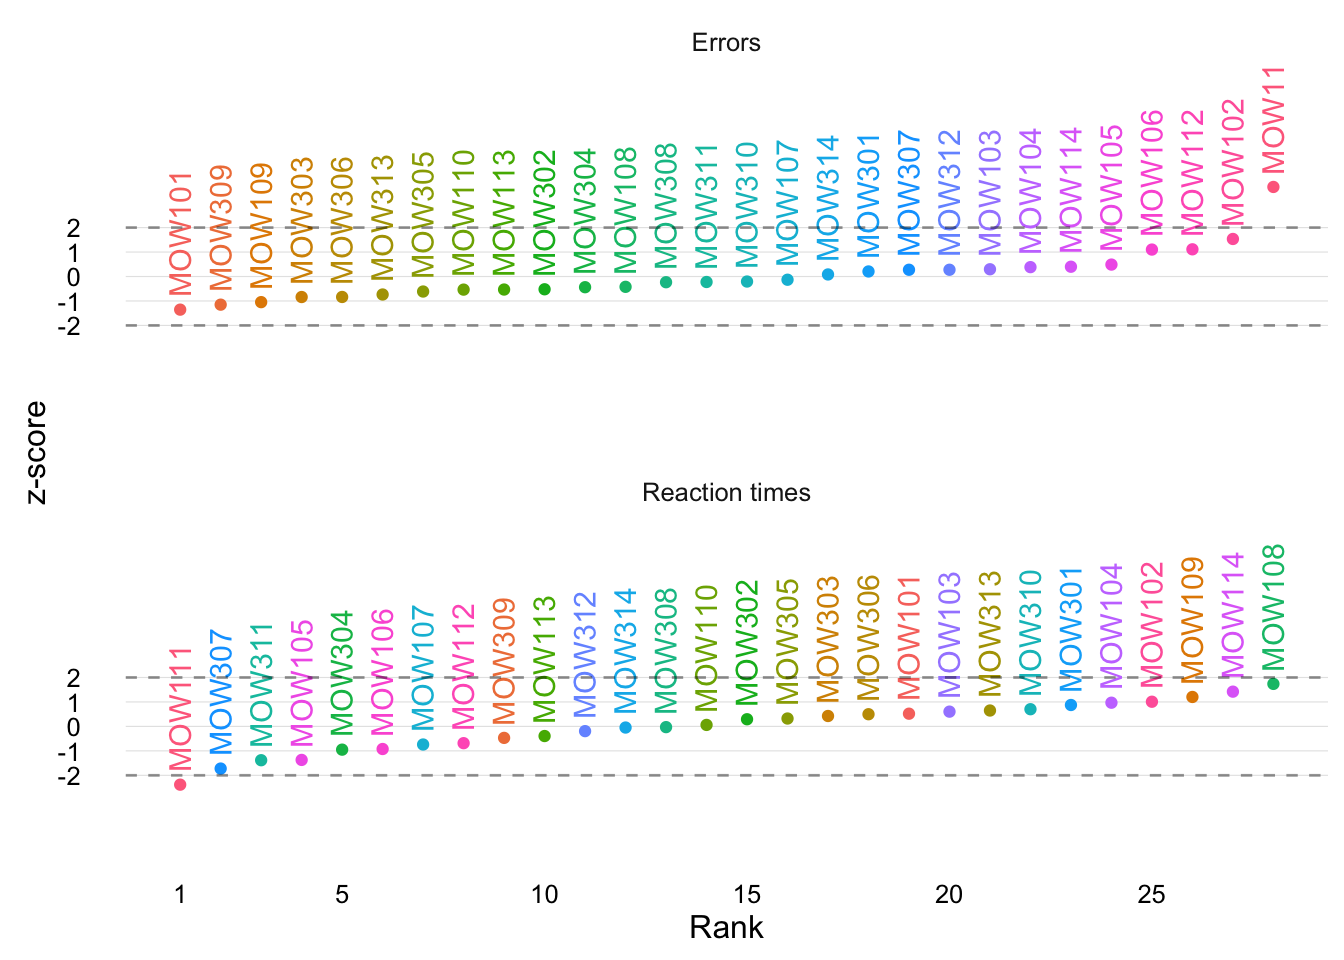 Errors
MOW101
MOW309
MOW109
MOW303
MOW306
MOW313
MOW305
MOW110
MOW113
MOW302
MOW304
MOW108
MOW308
MOW311
MOW310
MOW107
MOW314
MOW301
MOW307
MOW312
MOW103
MOW104
MOW114
MOW105
MOW106
MOW112
MOW102
MOW11
2
1
0
-1
-2
z-score
Reaction times
MOW111
MOW307
MOW311
MOW105
MOW304
MOW106
MOW107
MOW112
MOW309
MOW113
MOW312
MOW314
MOW308
MOW110
MOW302
MOW305
MOW303
MOW306
MOW101
MOW103
MOW313
MOW310
MOW301
MOW104
MOW102
MOW109
MOW114
MOW108
2
1
0
-1
-2
1 5 10 15 20 25
Rank